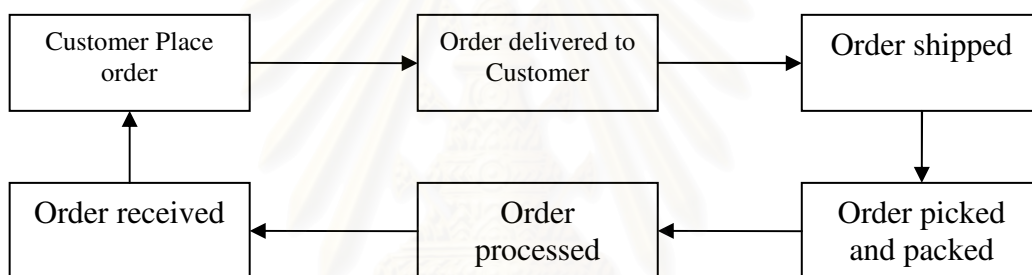 Customer Place
order
Order delivered to
Customer
Order shipped
Order received
Order
processed
Order picked
and packed